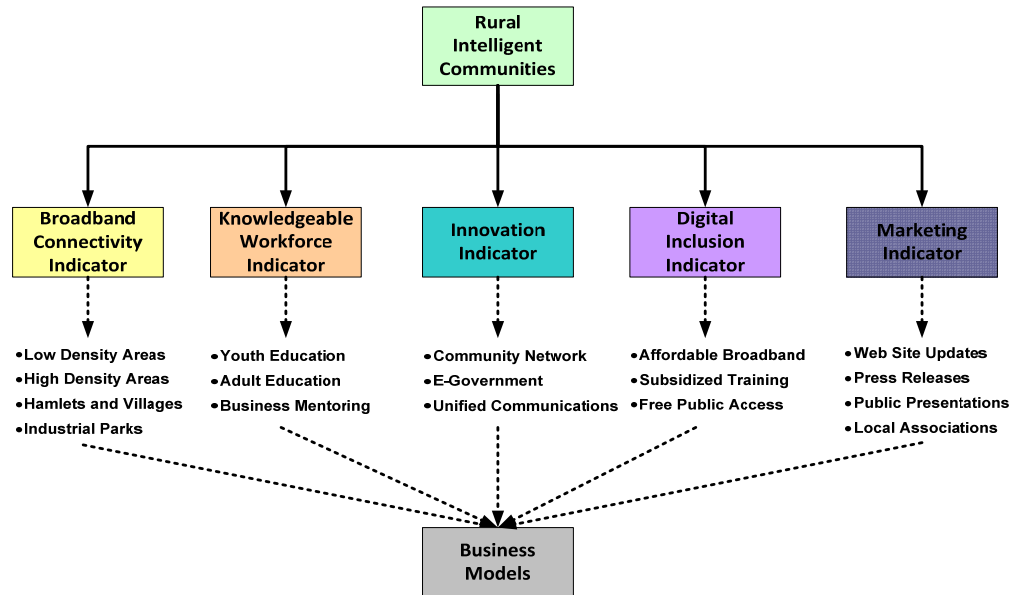 Rural
Intelligent
Communities
Broadband
Connectivity
Indicator
Knowledgeable
Workforce
Indicator
Innovation
Indicator
Digital
Inclusion
Indicator
Marketing
Indicator
•Low Density Areas
•High Density Areas
•Hamlets and Villages
•Industrial Parks
•Youth Education
•Adult Education
•Business Mentoring
•Community Network
•E-Government
•Unified Communications
•Affordable Broadband
•Subsidized Training
•Free Public Access
•Web Site Updates
•Press Releases
•Public Presentations
•Local Associations
Business
Models